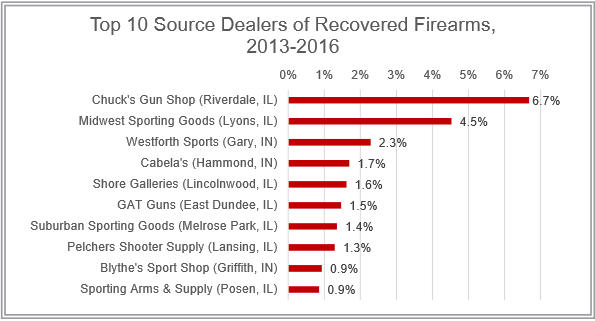 Top 10 Source Dealers of Recovered Firearms,
2013-2016
0% 1% 2% 3% 4% 5% 6% 7%
Chuck's Gun Shop (Riverdale, IL) 6.7%
Midwest Sporting Goods (Lyons, IL) 4.5%
Westforth Sports (Gary, IN) 2.3%
Cabela's (Hammond, IN) 1.7%
Shore Galleries (Lincolnwood, IL) 1.6%
GAT Guns (East Dundee, IL) 1.5%
Suburban Sporting Goods (Melrose Park, IL) 1.4%
Pelchers Shooter Supply (Lansing, IL) 1.3%
Blythe's Sport Shop (Griffith, IN) 0.9%
Sporting Arms & Supply (Posen, IL) 0.9%